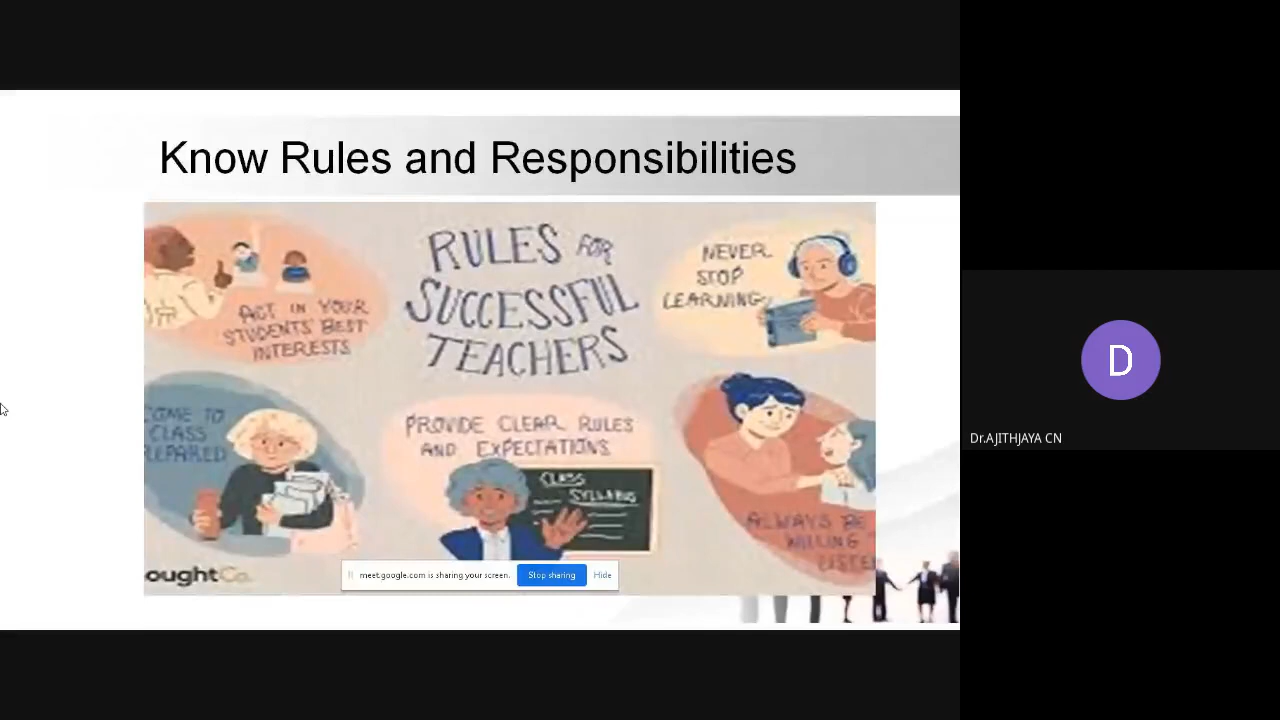 Know Rules and Responsibilities
RULES FOR
SUCCESSFUL
TEACHERS
ACT IN YOUR
STUDENTS' BEST
INTERESTS
NEVER
STOP
LEARNING
COME TO
CLASS
REPARED
PROVIDE CLEAR RULES
AND EXPECTATIONS
CLASS
SYLLABUS
ALWAYS BE
WILLING
LISTEN
oughtCo.
meet.google.com is sharing your screen.
Stop sharing
Hide
D
Dr.AJITHJAYA CN